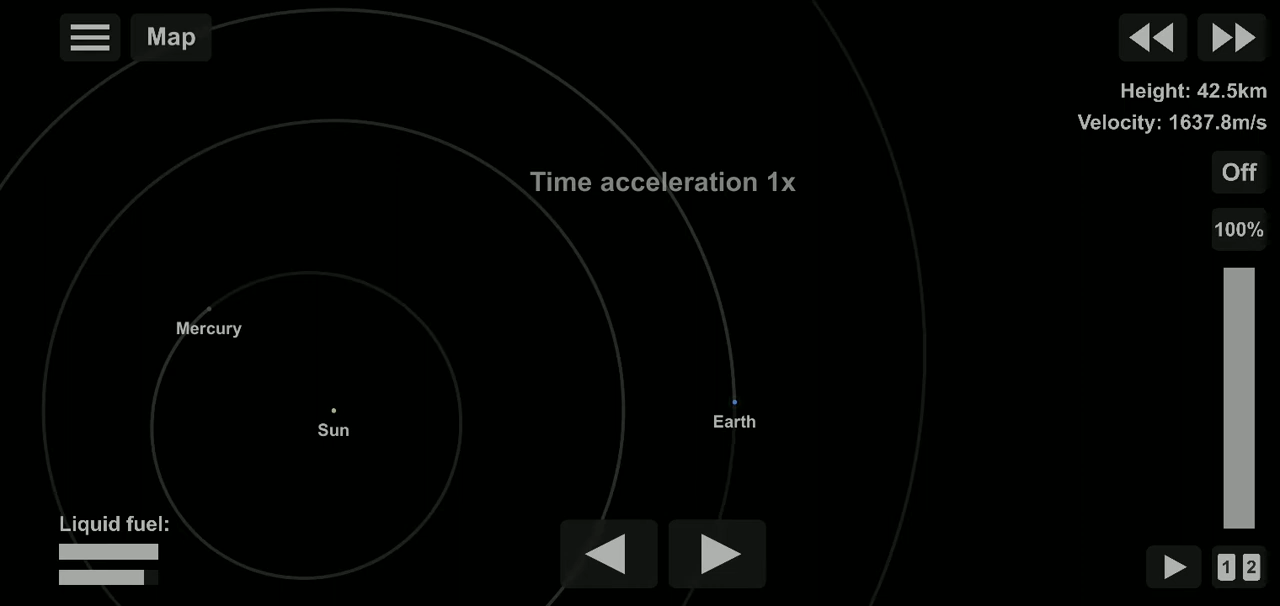 Map
Height: 42.5km
Velocity: 1637.8m/s
Time acceleration 1x
Off
100%
Mercury
Sun
Earth
Liquid fuel:
1 2